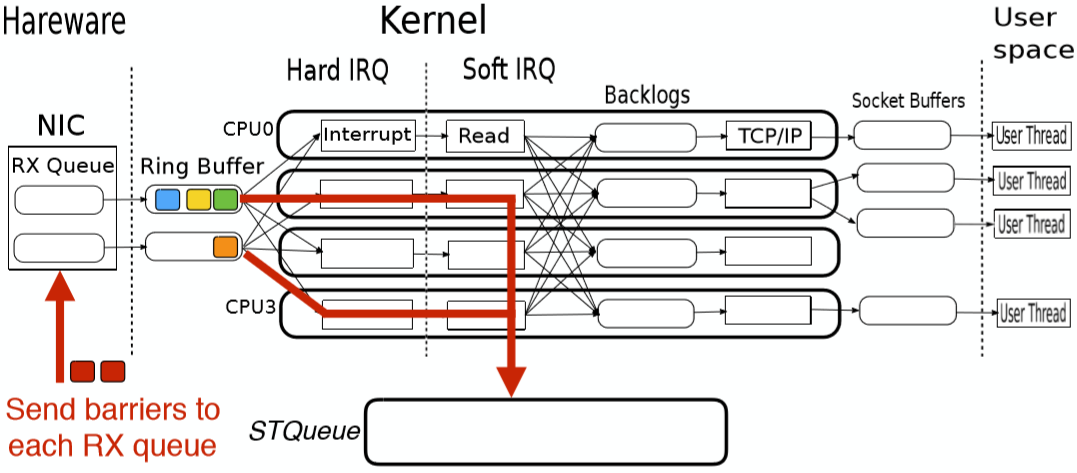 Hareware
Kernel
User
space
Hard IRQ
Soft IRQ
Backlogs
Socket Buffers
NIC
CPU0
Interrupt
Read
TCP/IP
User Thread
RX Queue
Ring Buffer
User Thread
User Thread
CPU3
User Thread
Send barriers to
each RX queue
STQueue